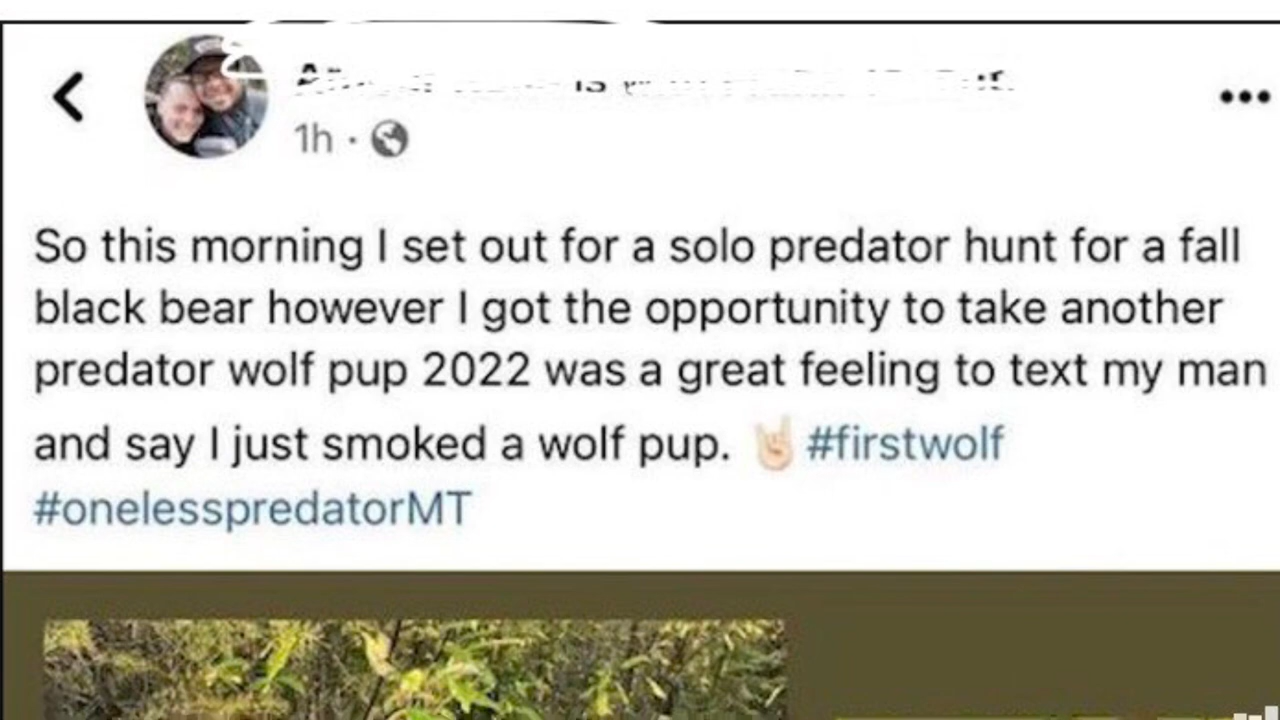 1h ·
So this morning I set out for a solo predator hunt for a fall
black bear however I got the opportunity to take another
predator wolf pup 2022 was a great feeling to text my man
and say I just smoked a wolf pup. 🤘🏻 #firstwolf
#onelesspredatorMT